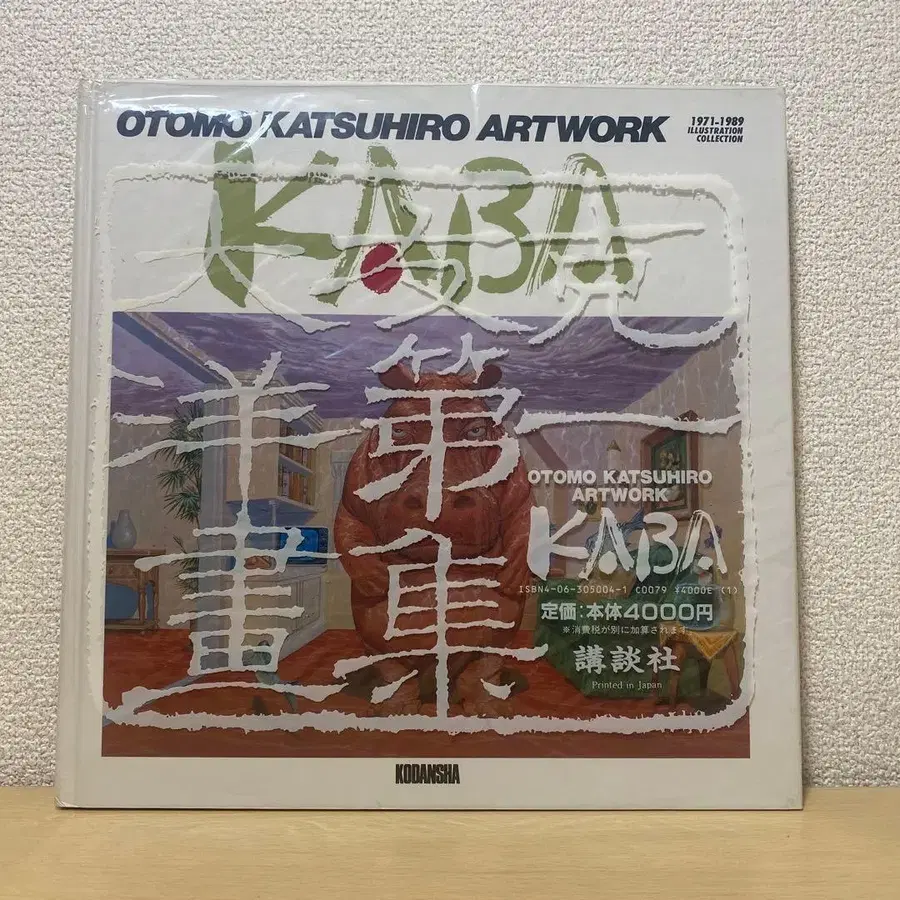 OTOMO KATSUHIRO ARTWORK
1971-1989
ILLUSTRATION
COLLECTION
KABA
大友克
洋第一
畫集
OTOMO KATSUHIRO
ARTWORK
KABA
ISBN4-06-305004-1 C0079 ¥4000E (1)
定価:本体4000円
※消費税が別に加算されます。
講談社
Printed in Japan
KODANSHA